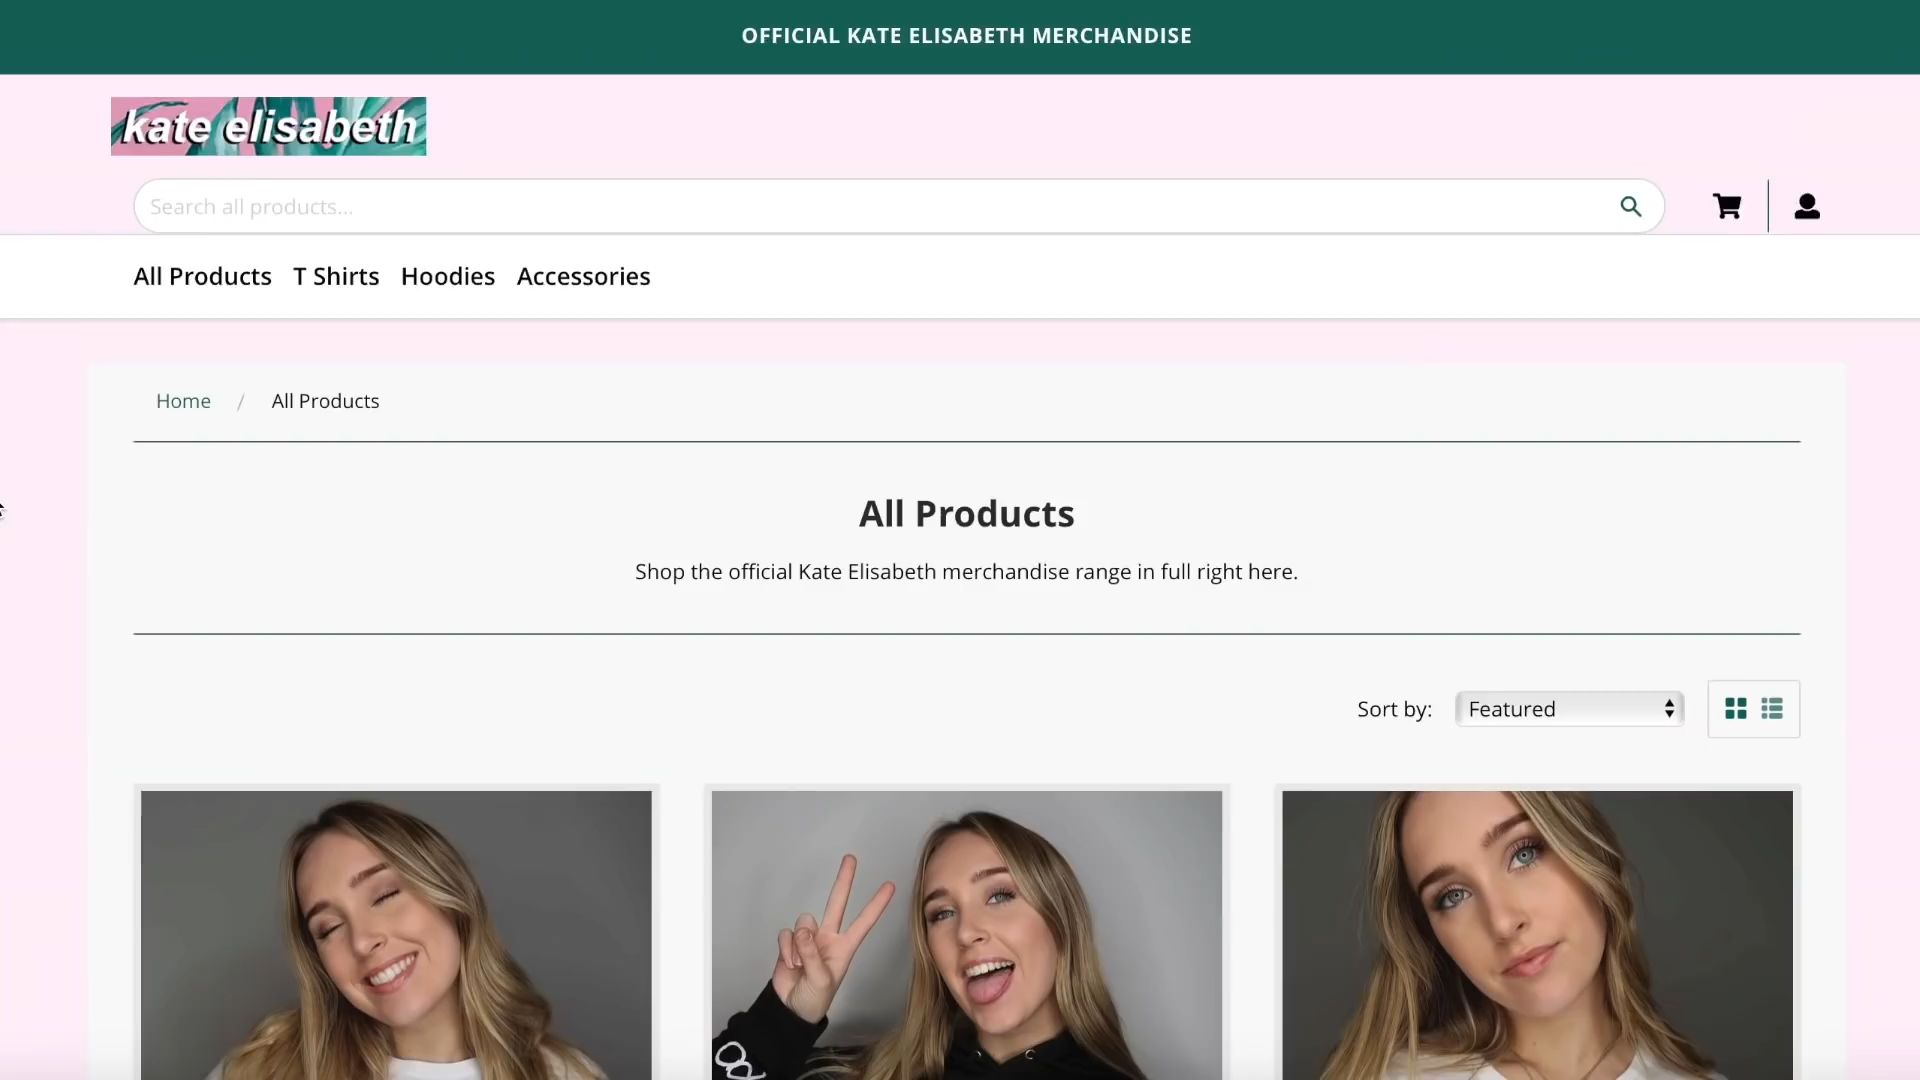 OFFICIAL KATE ELISABETH MERCHANDISE
kate elisabeth
Search all products...
All Products T Shirts Hoodies Accessories
Home / All Products
All Products
Shop the official Kate Elisabeth merchandise range in full right here.
Sort by: Featured